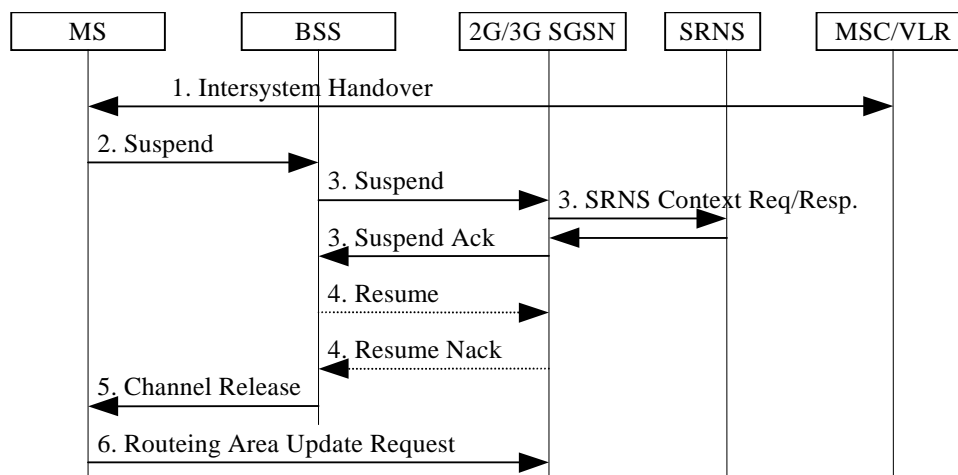 MS BSS 2G/3G SGSN SRNS MSC/VLR
1. Intersystem Handover
2. Suspend
3. Suspend
3. SRNS Context Req/Resp.
3. Suspend Ack
4. Resume
4. Resume Nack
5. Channel Release
6. Routeing Area Update Request